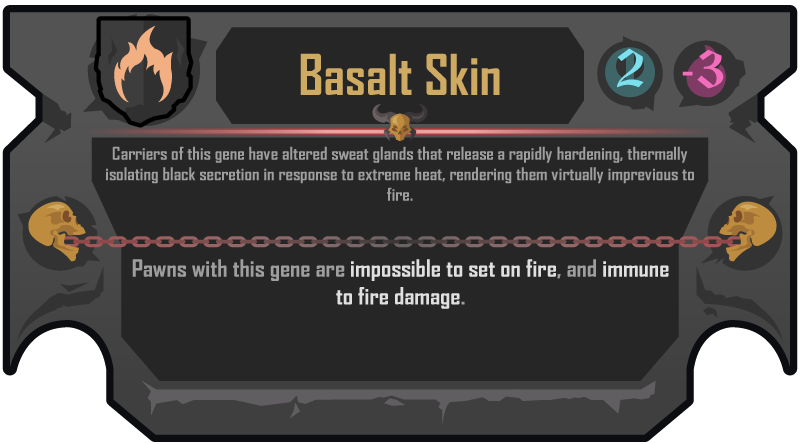 Basalt Skin
2
-3
Carriers of this gene have altered sweat glands that release a rapidly hardening, thermally
isolating black secretion in response to extreme heat, rendering them virtually imprevious to
fire.
Pawns with this gene are impossible to set on fire, and immune
to fire damage.